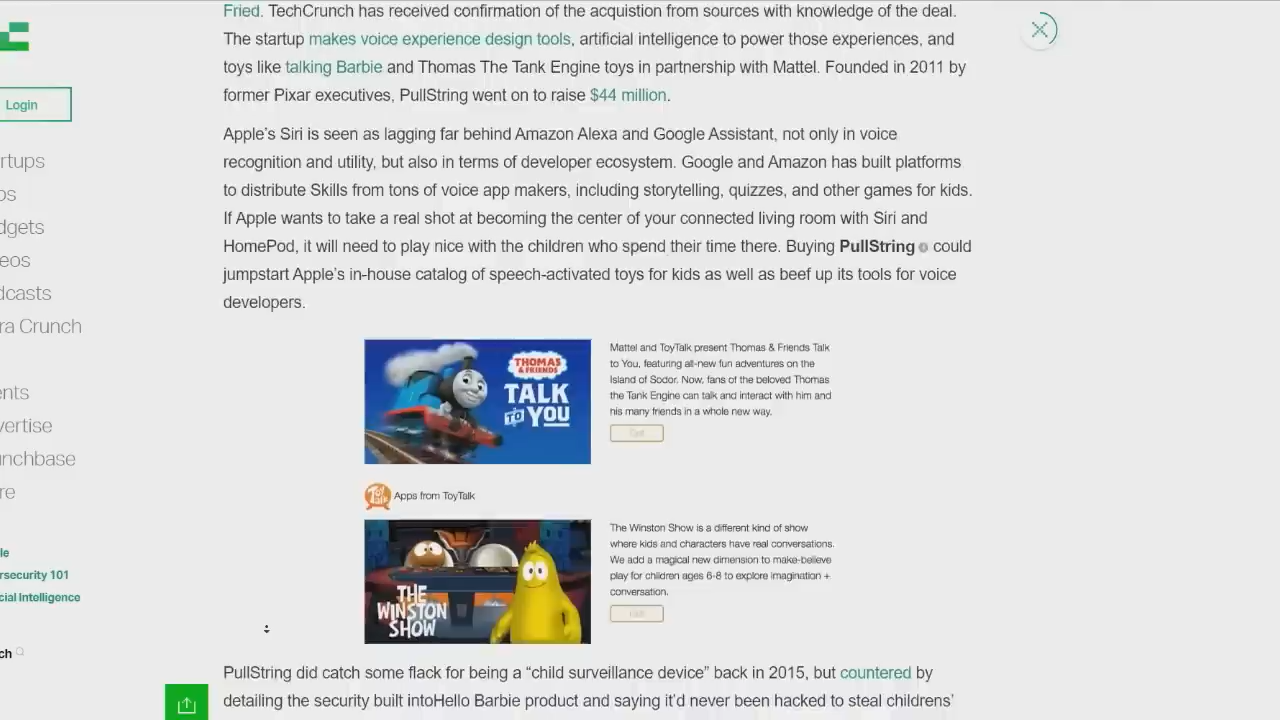 Fried. TechCrunch has received confirmation of the acquistion from sources with knowledge of the deal.
The startup makes voice experience design tools, artificial intelligence to power those experiences, and
toys like talking Barbie and Thomas The Tank Engine toys in partnership with Mattel. Founded in 2011 by
former Pixar executives, PullString went on to raise $44 million.
Login
Apple's Siri is seen as lagging far behind Amazon Alexa and Google Assistant, not only in voice
recognition and utility, but also in terms of developer ecosystem. Google and Amazon has built platforms
to distribute Skills from tons of voice app makers, including storytelling, quizzes, and other games for kids.
If Apple wants to take a real shot at becoming the center of your connected living room with Siri and
HomePod, it will need to play nice with the children who spend their time there. Buying PullString could
jumpstart Apple's in-house catalog of speech-activated toys for kids as well as beef up its tools for voice
developers.
rtups
os
dgets
eos
dcasts
ra Crunch
ents
vertise
unchbase
re
le
rsecurity 101
cial Intelligence
ch
THOMAS
& FRIENDS
TALK
TO YOU
Mattel and ToyTalk present Thomas & Friends Talk
to You, featuring all-new fun adventures on the
Island of Sodor. Now, fans of the beloved Thomas
the Tank Engine can talk and interact with him and
his many friends in a whole new way.
Toy
Talk
Apps from ToyTalk
THE
WINSTON
SHOW
The Winston Show is a different kind of show
where kids and characters have real conversations.
We add a magical new dimension to make-believe
play for children ages 6-8 to explore imagination +
conversation.
PullString did catch some flack for being a “child surveillance device” back in 2015, but countered by
detailing the security built intoHello Barbie product and saying it'd never been hacked to steal childrens'